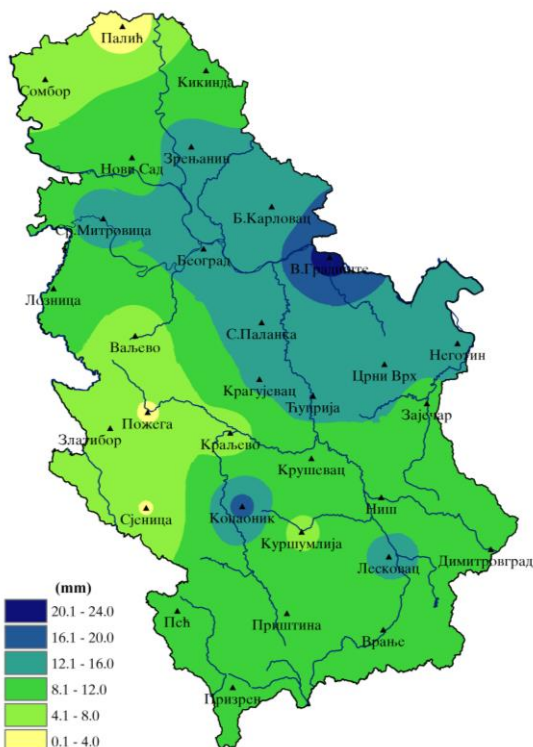 Палић
Кикинда
Сомбор
Зрењанин
Нови Сад
Б.Карловац
Ср.Митровица
Београд
В.Градиште
Лозница
С.Паланка
Ваљево
Неготин
Црни Врх
Крагујевац
Ћуприја
Зајечар
Пожега
Златибор
Краљево
Крушевац
Ниш
Копаоник
Сјеница
Куршумлија
Лесковац
Димитровград
Пећ
Приштина
Врање
Призрен
(mm)
20.1 - 24.0
16.1 - 20.0
12.1 - 16.0
8.1 - 12.0
4.1 - 8.0
0.1 - 4.0